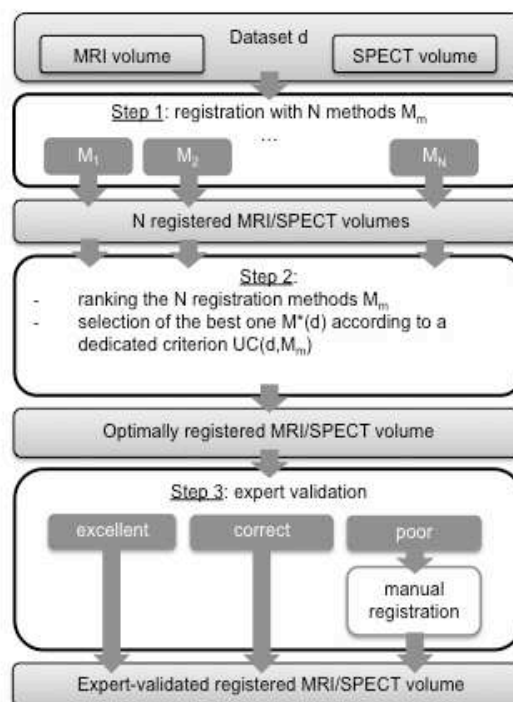 Dataset d
MRI volume
SPECT volume
Step 1: registration with N methods Mm
...
M1
M2
MN
N registered MRI/SPECT volumes
Step 2:
- ranking the N registration methods Mm
- selection of the best one M*(d) according to a
dedicated criterion UC(d,Mm)
Optimally registered MRI/SPECT volume
Step 3: expert validation
excellent
correct
poor
manual
registration
Expert-validated registered MRI/SPECT volume